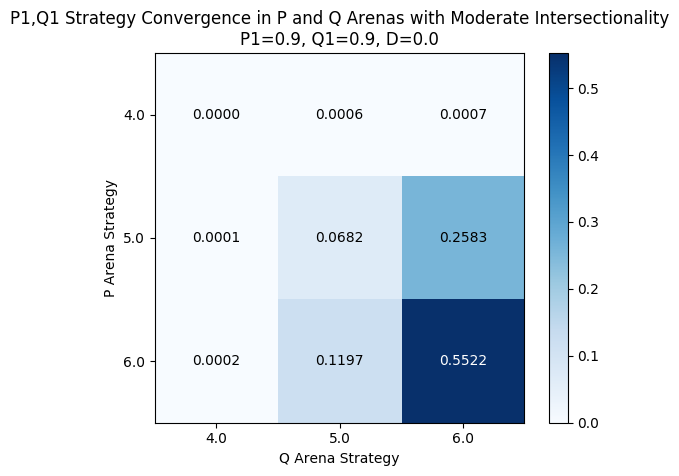 P1,Q1 Strategy Convergence in P and Q Arenas with Moderate Intersectionality
P1=0.9, Q1=0.9, D=0.0
4.0
0.0000 0.0006 0.0007
5.0
0.0001 0.0682 0.2583
6.0
0.0002 0.1197 0.5522
4.0 5.0 6.0
P Arena Strategy
Q Arena Strategy
0.5
0.4
0.3
0.2
0.1
0.0